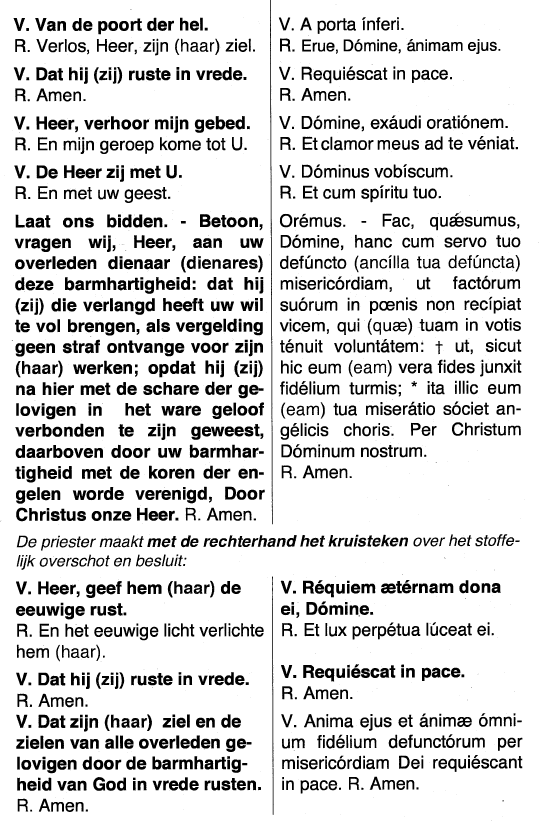 V. Van de poort der hel.
R. Verlos, Heer, zijn (haar) ziel.
V. Dat hij (zij) ruste in vrede.
R. Amen.
V. Heer, verhoor mijn gebed.
R. En mijn geroep kome tot U.
V. De Heer zij met U.
R. En met uw geest.
Laat ons bidden. - Betoon,
vragen wij, Heer, aan uw
overleden dienaar (dienares)
deze barmhartigheid: dat hij
(zij) die verlangd heeft uw wil
te vol brengen, als vergelding
geen straf ontvange voor zijn
(haar) werken; opdat hij (zij)
na hier met de schare der ge-
lovigen in het ware geloof
verbonden te zijn geweest,
daarboven door uw barmhar-
tigheid met de koren der en-
gelen worde verenigd, Door
Christus onze Heer. R. Amen.
V. A porta ínferi.
R. Erue, Dómine, ánimam ejus.
V. Requiéscat in pace.
R. Amen.
V. Dómine, exáudi oratiónem.
R. Et clamor meus ad te véniat.
V. Dóminus vobíscum.
R. Et cum spíritu tuo.
Orémus. - Fac, quǽsumus,
Dómine, hanc cum servo tuo
defúncto (ancílla tua defúncta)
misericórdiam, ut factórum
suórum in pœnis non recípiat
vicem, qui (quæ) tuam in votis
ténuit voluntátem: † ut, sicut
hic eum (eam) vera fides junxit
fidélium turmis; * ita illic eum
(eam) tua miserátio sóciet an-
gélicis choris. Per Christum
Dóminum nostrum.
R. Amen.
De priester maakt met de rechterhand het kruisteken over het stoffe-
lijk overschot en besluit:
V. Heer, geef hem (haar) de
eeuwige rust.
R. En het eeuwige licht verlichte
hem (haar).
V. Dat hij (zij) ruste in vrede.
R. Amen.
V. Dat zijn (haar) ziel en de
zielen van alle overleden ge-
lovigen door de barmhartig-
heid van God in vrede rusten.
R. Amen.
V. Réquiem ætérnam dona
ei, Dómine.
R. Et lux perpétua lúceat ei.
V. Requiéscat in pace.
R. Amen.
V. Anima ejus et ánimæ ómni-
um fidélium defunctórum per
misericórdiam Dei requiéscant
in pace. R. Amen.